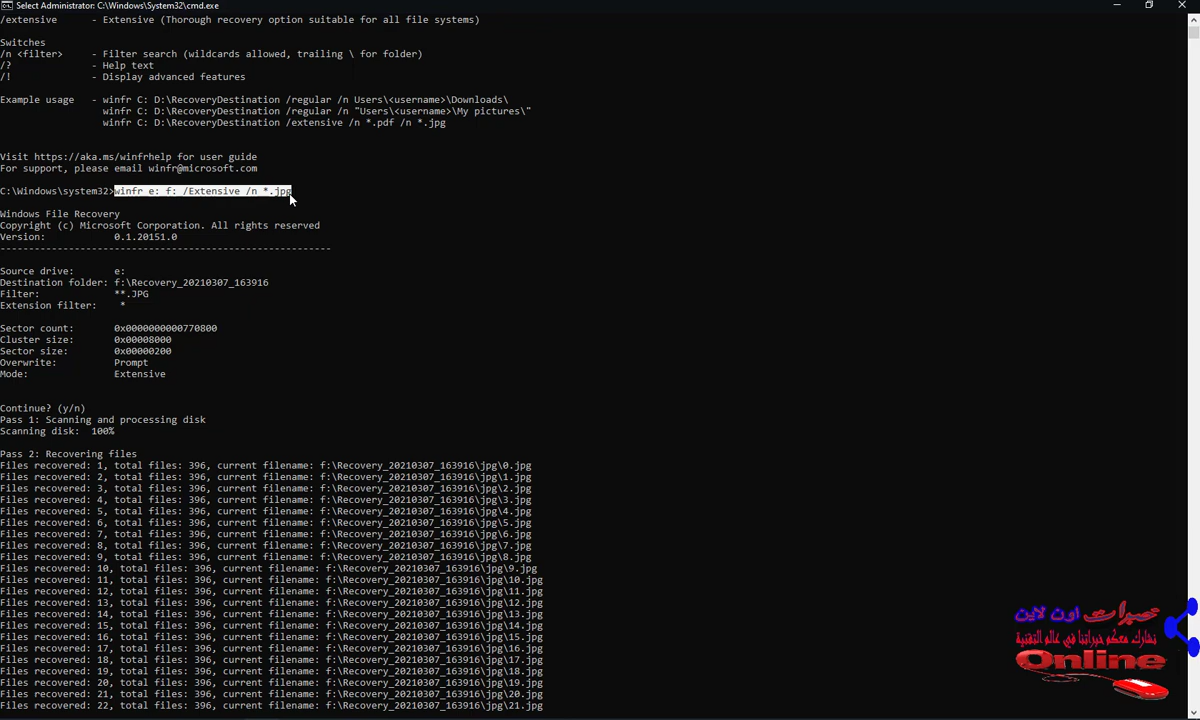 Select Administrator: C:\Windows\System32\cmd.exe
/extensive - Extensive (Thorough recovery option suitable for all file systems)
Switches
/n <filter> - Filter search (wildcards allowed, trailing \ for folder)
/? - Help text
/! - Display advanced features
Example usage - winfr C: D:\RecoveryDestination /regular /n Users\<username>\Downloads\
winfr C: D:\RecoveryDestination /regular /n "Users\<username>\My pictures\"
winfr C: D:\RecoveryDestination /extensive /n *.pdf /n *.jpg
Visit https://aka.ms/winfrhelp for user guide
For support, please email winfr@microsoft.com
C:\Windows\system32>winfr e: f: /Extensive /n *.jpg
Windows File Recovery
Copyright (c) Microsoft Corporation. All rights reserved
Version: 0.1.20151.0
----------------------------------------------------------
Source drive: e:
Destination folder: f:\Recovery_20210307_163916
Filter: **.JPG
Extension filter: *
Sector count: 0x0000000000770800
Cluster size: 0x00008000
Sector size: 0x00000200
Overwrite: Prompt
Mode: Extensive
Continue? (y/n)
Pass 1: Scanning and processing disk
Scanning disk: 100%
Pass 2: Recovering files
Files recovered: 1, total files: 396, current filename: f:\Recovery_20210307_163916\jpg\0.jpg
Files recovered: 2, total files: 396, current filename: f:\Recovery_20210307_163916\jpg\1.jpg
Files recovered: 3, total files: 396, current filename: f:\Recovery_20210307_163916\jpg\2.jpg
Files recovered: 4, total files: 396, current filename: f:\Recovery_20210307_163916\jpg\3.jpg
Files recovered: 5, total files: 396, current filename: f:\Recovery_20210307_163916\jpg\4.jpg
Files recovered: 6, total files: 396, current filename: f:\Recovery_20210307_163916\jpg\5.jpg
Files recovered: 7, total files: 396, current filename: f:\Recovery_20210307_163916\jpg\6.jpg
Files recovered: 8, total files: 396, current filename: f:\Recovery_20210307_163916\jpg\7.jpg
Files recovered: 9, total files: 396, current filename: f:\Recovery_20210307_163916\jpg\8.jpg
Files recovered: 10, total files: 396, current filename: f:\Recovery_20210307_163916\jpg\9.jpg
Files recovered: 11, total files: 396, current filename: f:\Recovery_20210307_163916\jpg\10.jpg
Files recovered: 12, total files: 396, current filename: f:\Recovery_20210307_163916\jpg\11.jpg
Files recovered: 13, total files: 396, current filename: f:\Recovery_20210307_163916\jpg\12.jpg
Files recovered: 14, total files: 396, current filename: f:\Recovery_20210307_163916\jpg\13.jpg
Files recovered: 15, total files: 396, current filename: f:\Recovery_20210307_163916\jpg\14.jpg
Files recovered: 16, total files: 396, current filename: f:\Recovery_20210307_163916\jpg\15.jpg
Files recovered: 17, total files: 396, current filename: f:\Recovery_20210307_163916\jpg\16.jpg
Files recovered: 18, total files: 396, current filename: f:\Recovery_20210307_163916\jpg\17.jpg
Files recovered: 19, total files: 396, current filename: f:\Recovery_20210307_163916\jpg\18.jpg
Files recovered: 20, total files: 396, current filename: f:\Recovery_20210307_163916\jpg\19.jpg
Files recovered: 21, total files: 396, current filename: f:\Recovery_20210307_163916\jpg\20.jpg
Files recovered: 22, total files: 396, current filename: f:\Recovery_20210307_163916\jpg\21.jpg
خبرات اون لاين
نشارك معكم خبراتنا في عالم التقنية
Online